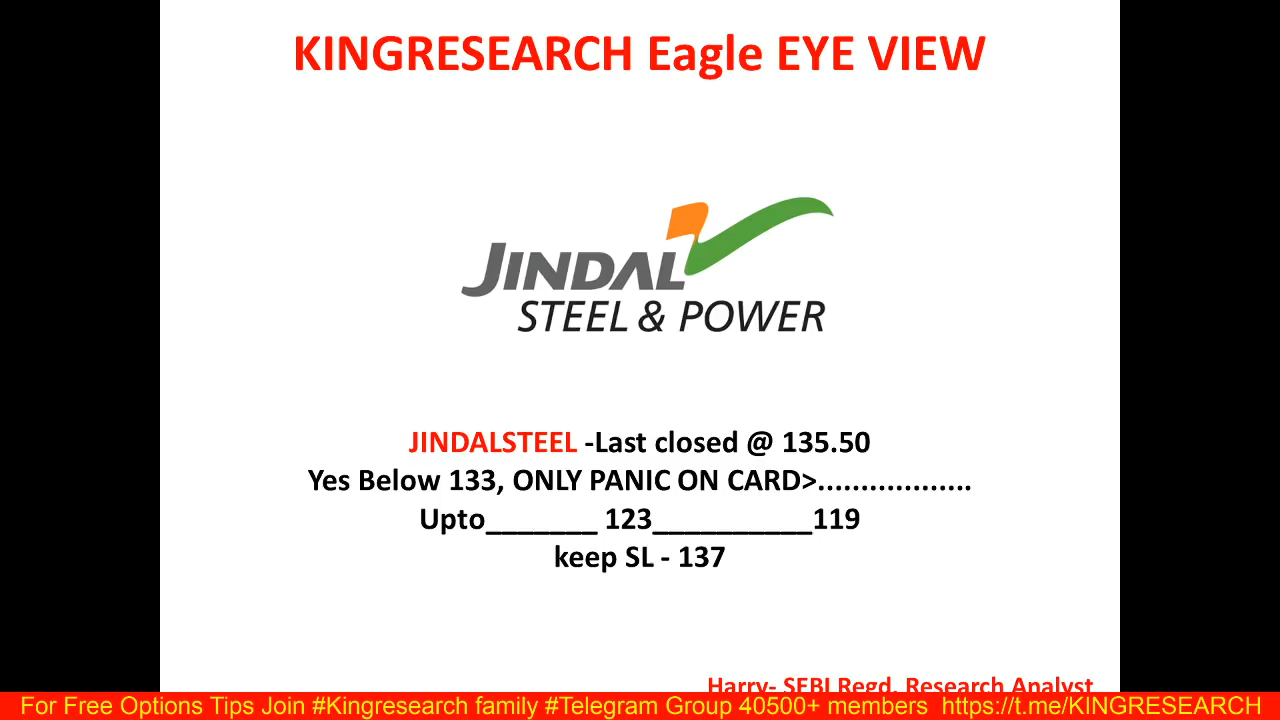 KINGRESEARCH Eagle EYE VIEW
JINDAL
STEEL & POWER
JINDALSTEEL -Last closed @ 135.50
Yes Below 133, ONLY PANIC ON CARD>..................
Upto_______ 123__________119
keep SL - 137
Harry- SEBI Regd. Research Analyst
For Free Options Tips Join #Kingresearch family #Telegram Group 40500+ members https://t.me/KINGRESEARCH